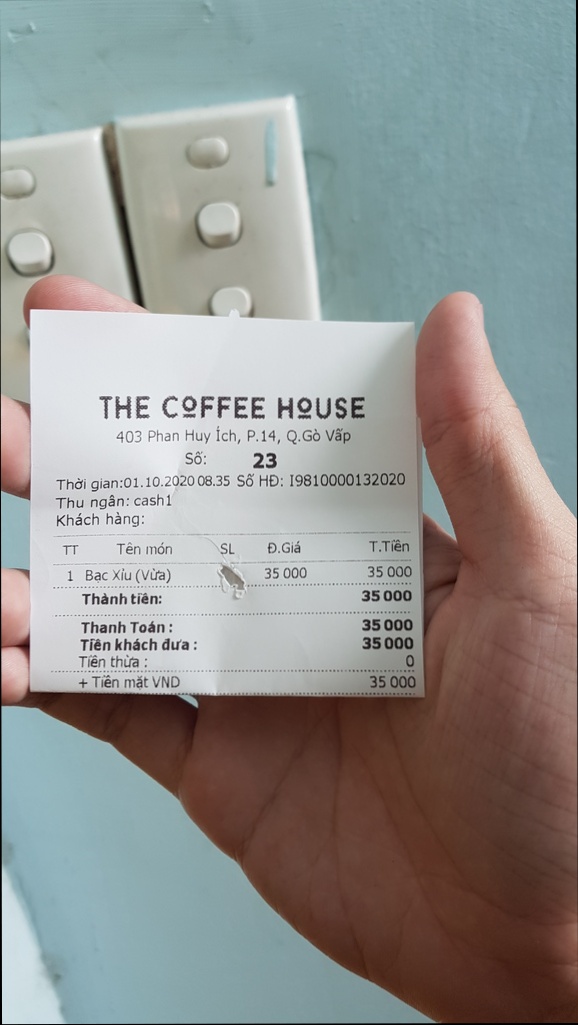 THE COFFEE HOUSE
403 Phan Huy Ích, P.14, Q.Gò Vấp
Số: 23
Thời gian:01.10.2020 08.35 Số HĐ: I9810000132020
Thu ngân: cash1
Khách hàng:
TT Tên món SL Đ.Giá T.Tiền
1 Bạc Xỉu (Vừa) 35 000 35 000
Thành tiền: 35 000
Thanh Toán : 35 000
Tiền khách đưa : 35 000
Tiền thừa : 0
+ Tiền mặt VND 35 000